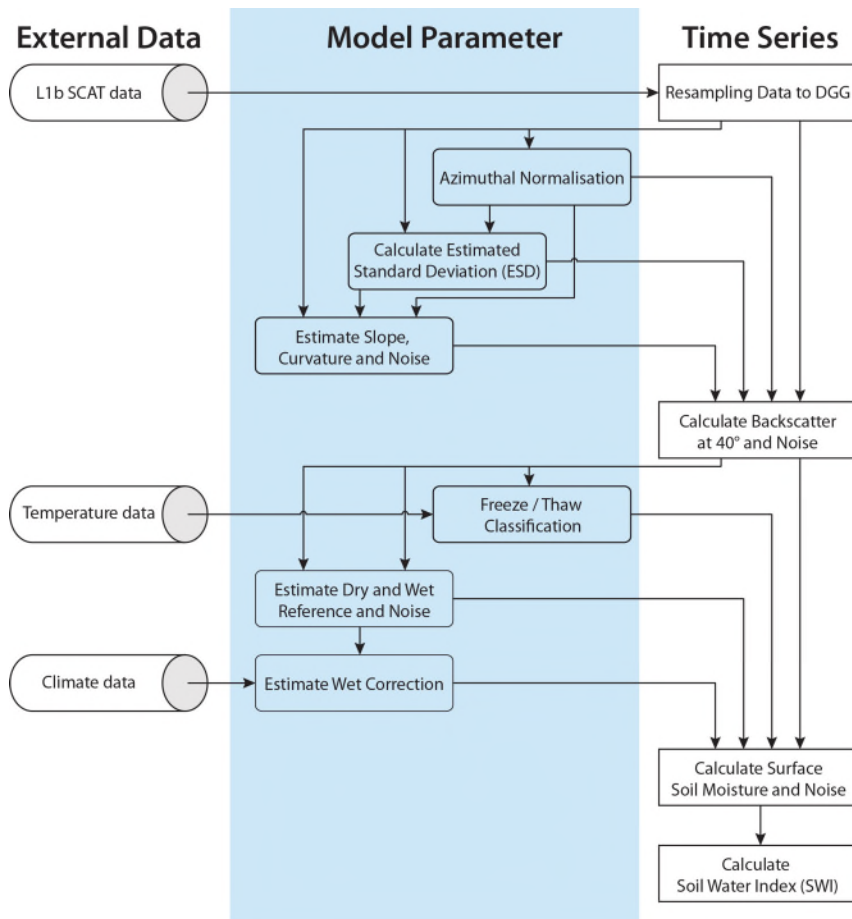 External Data
Model Parameter
Time Series
L1b SCAT data
Resampling Data to DGG
Azimuthal Normalisation
Calculate Estimated
Standard Deviation (ESD)
Estimate Slope,
Curvature and Noise
Calculate Backscatter
at 40° and Noise
Temperature data
Freeze / Thaw
Classification
Estimate Dry and Wet
Reference and Noise
Climate data
Estimate Wet Correction
Calculate Surface
Soil Moisture and Noise
Calculate
Soil Water Index (SWI)